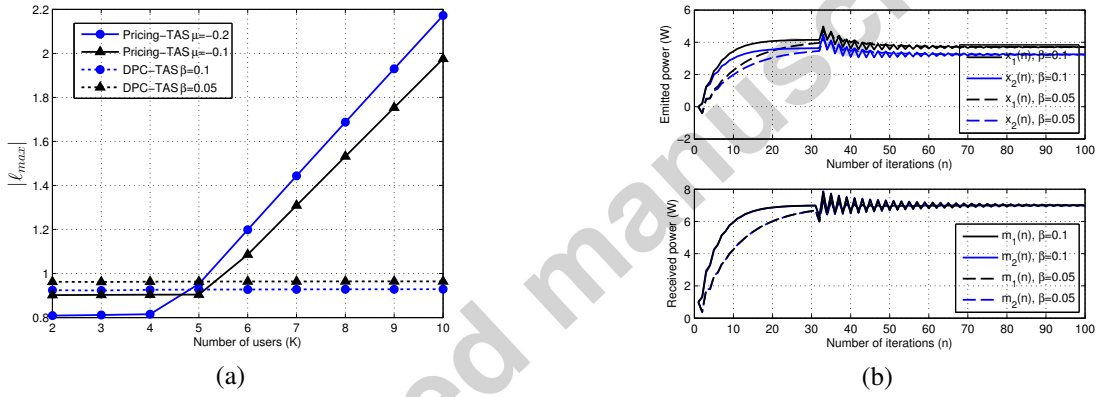 2.2
2
1.8
1.6
1.4
1.2
1
0.8
|ℓmax|
2 3 4 5 6 7 8 9 10
Number of users (K)
Pricing−TAS μ=−0.2
Pricing−TAS μ=−0.1
DPC−TAS β=0.1
DPC−TAS β=0.05
(a)
6
4
2
0
−2
Emitted power (W)
0 10 20 30 40 50 60 70 80 90 100
Number of iterations (n)
x1(n), β=0.1
x2(n), β=0.1
x1(n), β=0.05
x2(n), β=0.05
8
6
4
2
0
Received power (W)
0 10 20 30 40 50 60 70 80 90 100
Number of iterations (n)
m1(n), β=0.1
m2(n), β=0.1
m1(n), β=0.05
m2(n), β=0.05
(b)
ed manusc